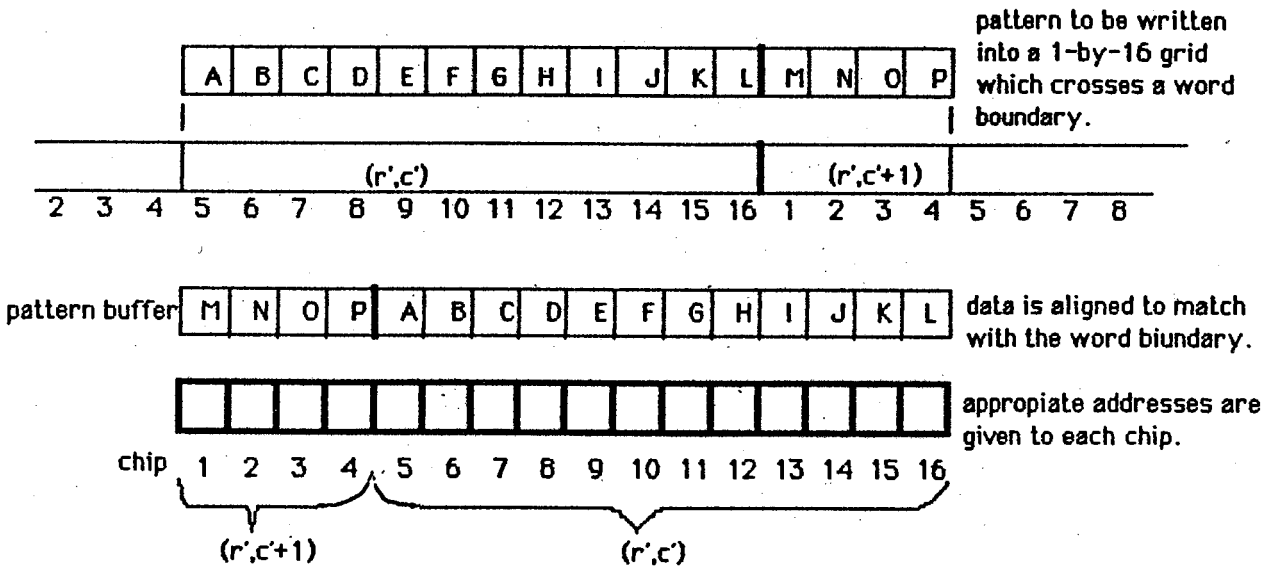 pattern to be written
into a 1-by-16 grid
which crosses a word
boundary.
A B C D E F G H I J K L M N O P
(r',c') (r',c'+1)
2 3 4 5 6 7 8 9 10 11 12 13 14 15 16 1 2 3 4 5 6 7 8
pattern buffer M N O P A B C D E F G H I J K L
data is aligned to match
with the word biundary.
appropiate addresses are
given to each chip.
chip 1 2 3 4 5 6 7 8 9 10 11 12 13 14 15 16
(r',c'+1) (r',c')